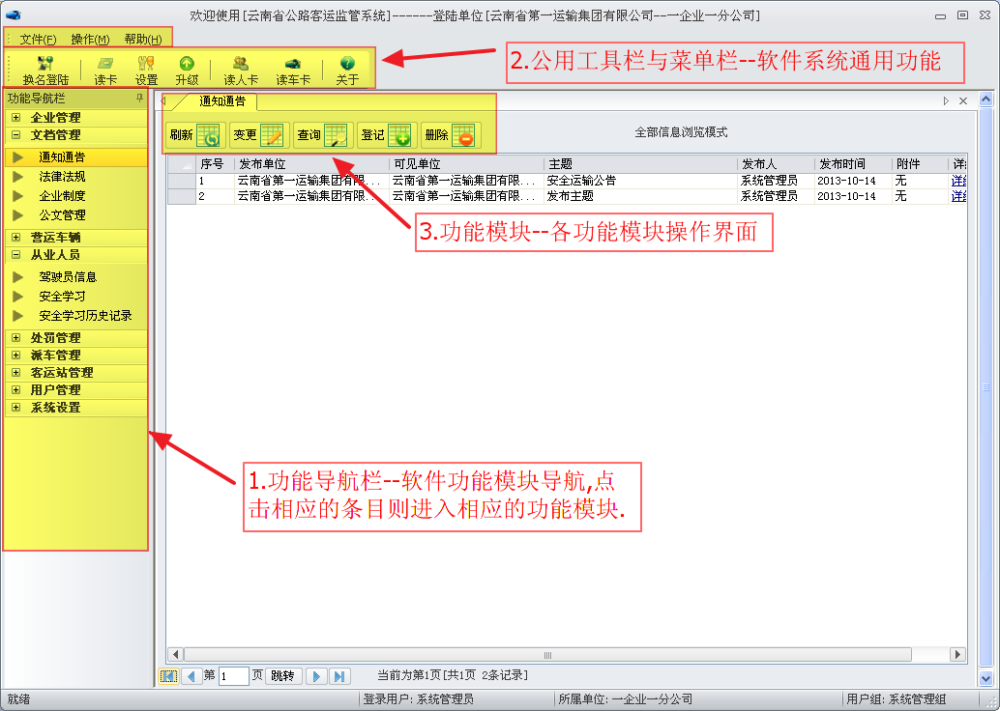 欢迎使用[云南省公路客运监管系统]------登陆单位[云南省第一运输集团有限公司--一企业一分公司]
文件(F) 操作(M) 帮助(H)
换名登陆 读卡 设置 升级 读人卡 读车卡 关于
2.公用工具栏与菜单栏--软件系统通用功能
功能导航栏
企业管理
文档管理
通知通告
法律法规
企业制度
公文管理
营运车辆
从业人员
驾驶员信息
安全学习
安全学习历史记录
处罚管理
派车管理
客运站管理
用户管理
系统设置
通知通告
刷新 变更 查询 登记 删除 全部信息浏览模式
序号 发布单位 可见单位 主题 发布人 发布时间 附件 详
1 云南省第一运输集团有限... 云南省第一运输集团有限... 安全运输公告 系统管理员 2013-10-14 无 详
2 云南省第一运输集团有限... 云南省第一运输集团有限... 发布主题 系统管理员 2013-10-14 无 详
3.功能模块--各功能模块操作界面
1.功能导航栏--软件功能模块导航,点
击相应的条目则进入相应的功能模块.
第 1 页 跳转 当前为第1页[共1页 2条记录]
就绪 登录用户: 系统管理员 所属单位: 一企业一分公司 用户组: 系统管理组